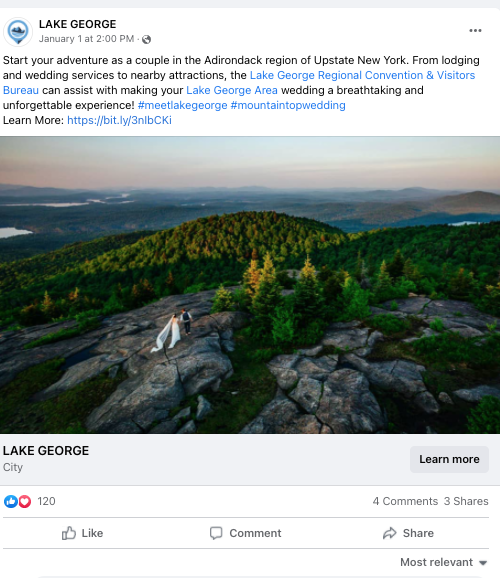 LAKE GEORGE
January 1 at 2:00 PM ·
Start your adventure as a couple in the Adirondack region of Upstate New York. From lodging
and wedding services to nearby attractions, the Lake George Regional Convention & Visitors
Bureau can assist with making your Lake George Area wedding a breathtaking and
unforgettable experience! #meetlakegeorge #mountaintopwedding
Learn More: https://bit.ly/3nIbCKi
LAKE GEORGE
City
Learn more
120
4 Comments 3 Shares
Like
Comment
Share
Most relevant